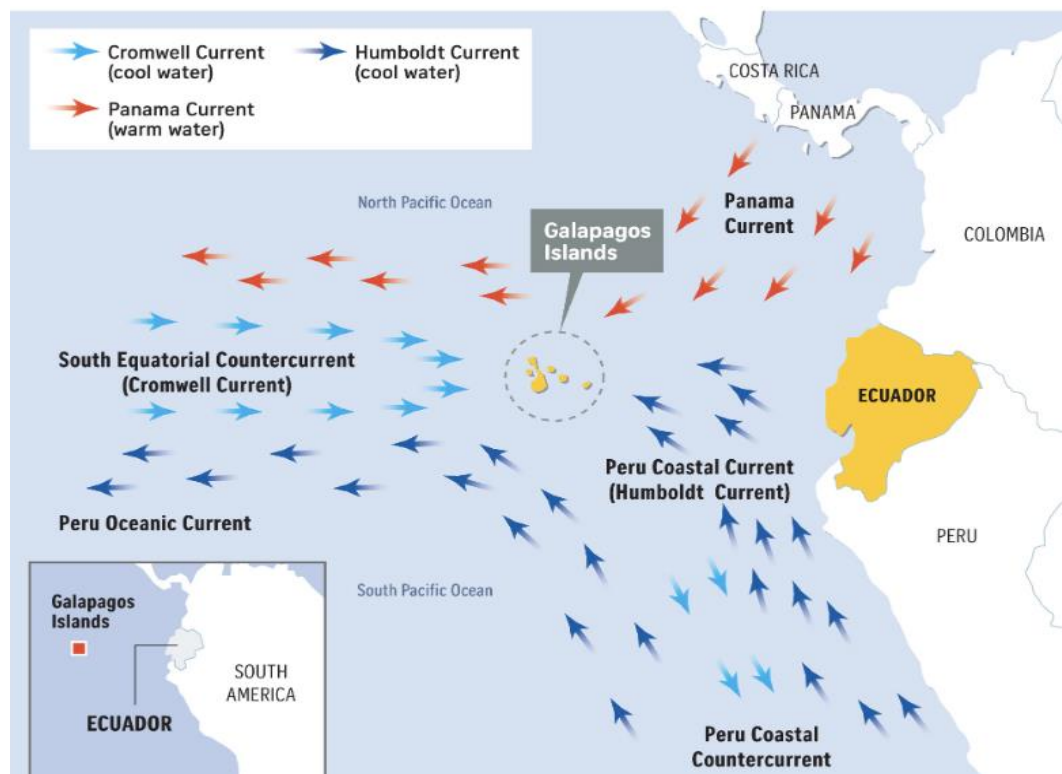 Cromwell Current
(cool water)
Humboldt Current
(cool water)
Panama Current
(warm water)
COSTA RICA
PANAMA
North Pacific Ocean
Panama
Current
Galapagos
Islands
COLOMBIA
South Equatorial Countercurrent
(Cromwell Current)
ECUADOR
Peru Coastal Current
(Humboldt Current)
Peru Oceanic Current
PERU
South Pacific Ocean
Galapagos
Islands
SOUTH
AMERICA
ECUADOR
Peru Coastal
Countercurrent